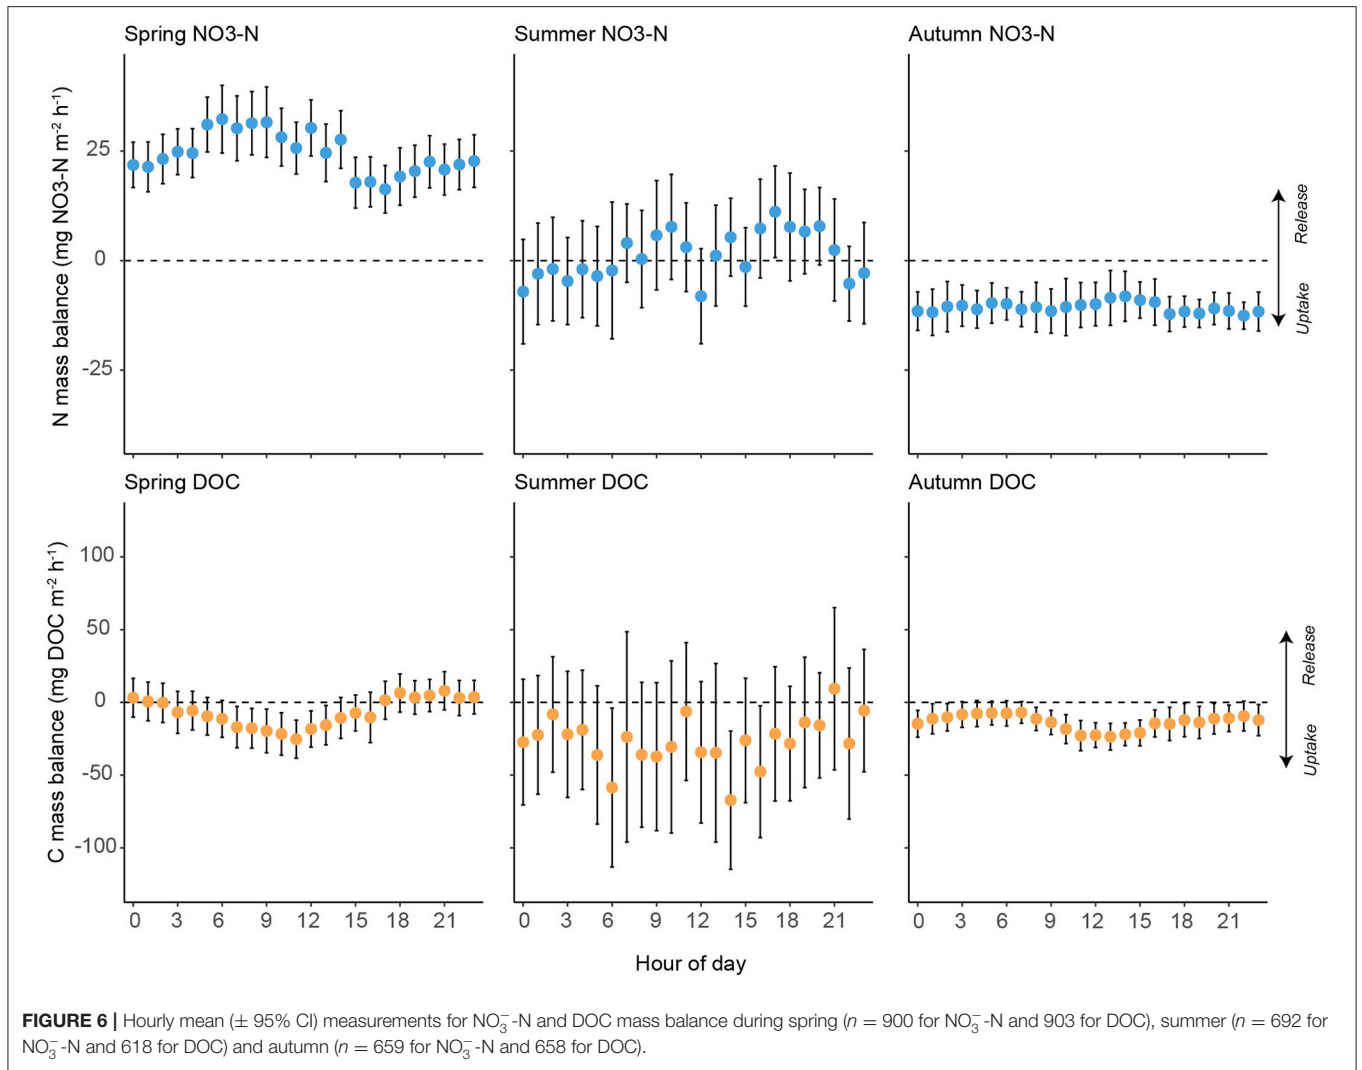 Spring NO3-N
Summer NO3-N
Autumn NO3-N
N mass balance (mg NO3-N m⁻² h⁻¹)
25
0
-25
Release
Uptake
Spring DOC
Summer DOC
Autumn DOC
C mass balance (mg DOC m⁻² h⁻¹)
100
50
0
-50
-100
Release
Uptake
0 3 6 9 12 15 18 21
0 3 6 9 12 15 18 21
0 3 6 9 12 15 18 21
Hour of day
FIGURE 6 | Hourly mean (± 95% CI) measurements for NO₃⁻-N and DOC mass balance during spring (n = 900 for NO₃⁻-N and 903 for DOC), summer (n = 692 for
NO₃⁻-N and 618 for DOC) and autumn (n = 659 for NO₃⁻-N and 658 for DOC).